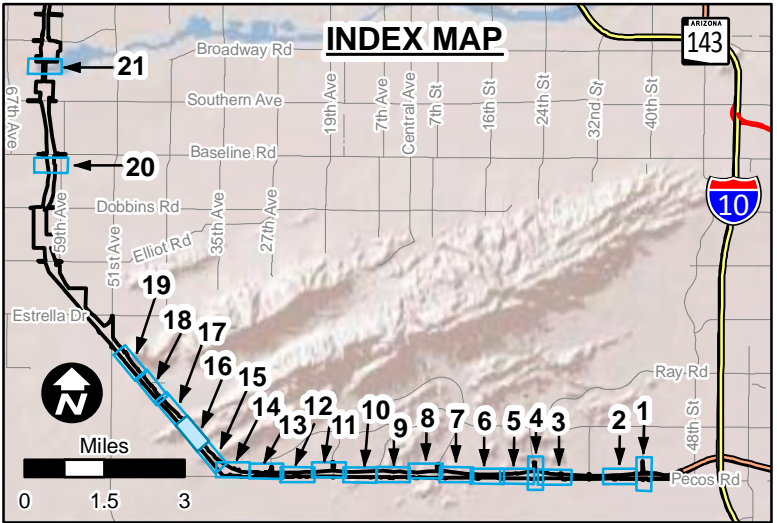 INDEX MAP
ARIZONA
143
10
Broadway Rd
Southern Ave
Baseline Rd
Dobbins Rd
Elliot Rd
Estrella Dr
Ray Rd
Pecos Rd
67th Ave
59th Ave
51st Ave
35th Ave
27th Ave
19th Ave
7th Ave
Central Ave
7th St
16th St
24th St
32nd St
40th St
48th St
21
20
19
18
17
16
15
14
13
12
11
10
9
8
7
6
5
4
3
2
1
N
Miles
0 1.5 3